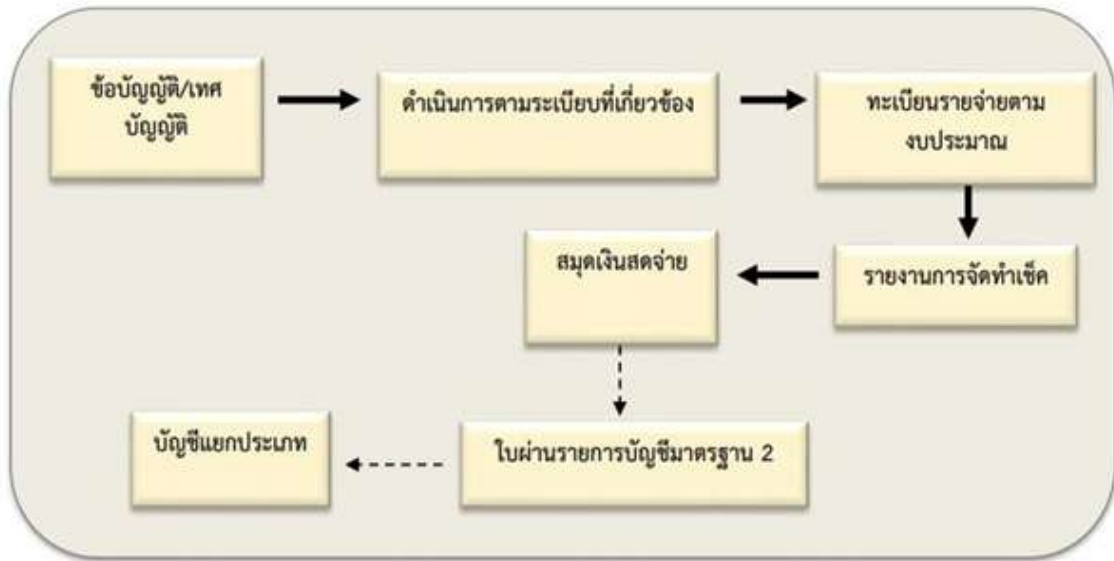 ข้อบัญญัติ/เทศ
บัญญัติ
ดำเนินการตามระเบียบที่เกี่ยวข้อง
ทะเบียนรายจ่ายตาม
งบประมาณ
รายงานการจัดทำเช็ค
สมุดเงินสดจ่าย
ใบผ่านรายการบัญชีมาตรฐาน 2
บัญชีแยกประเภท